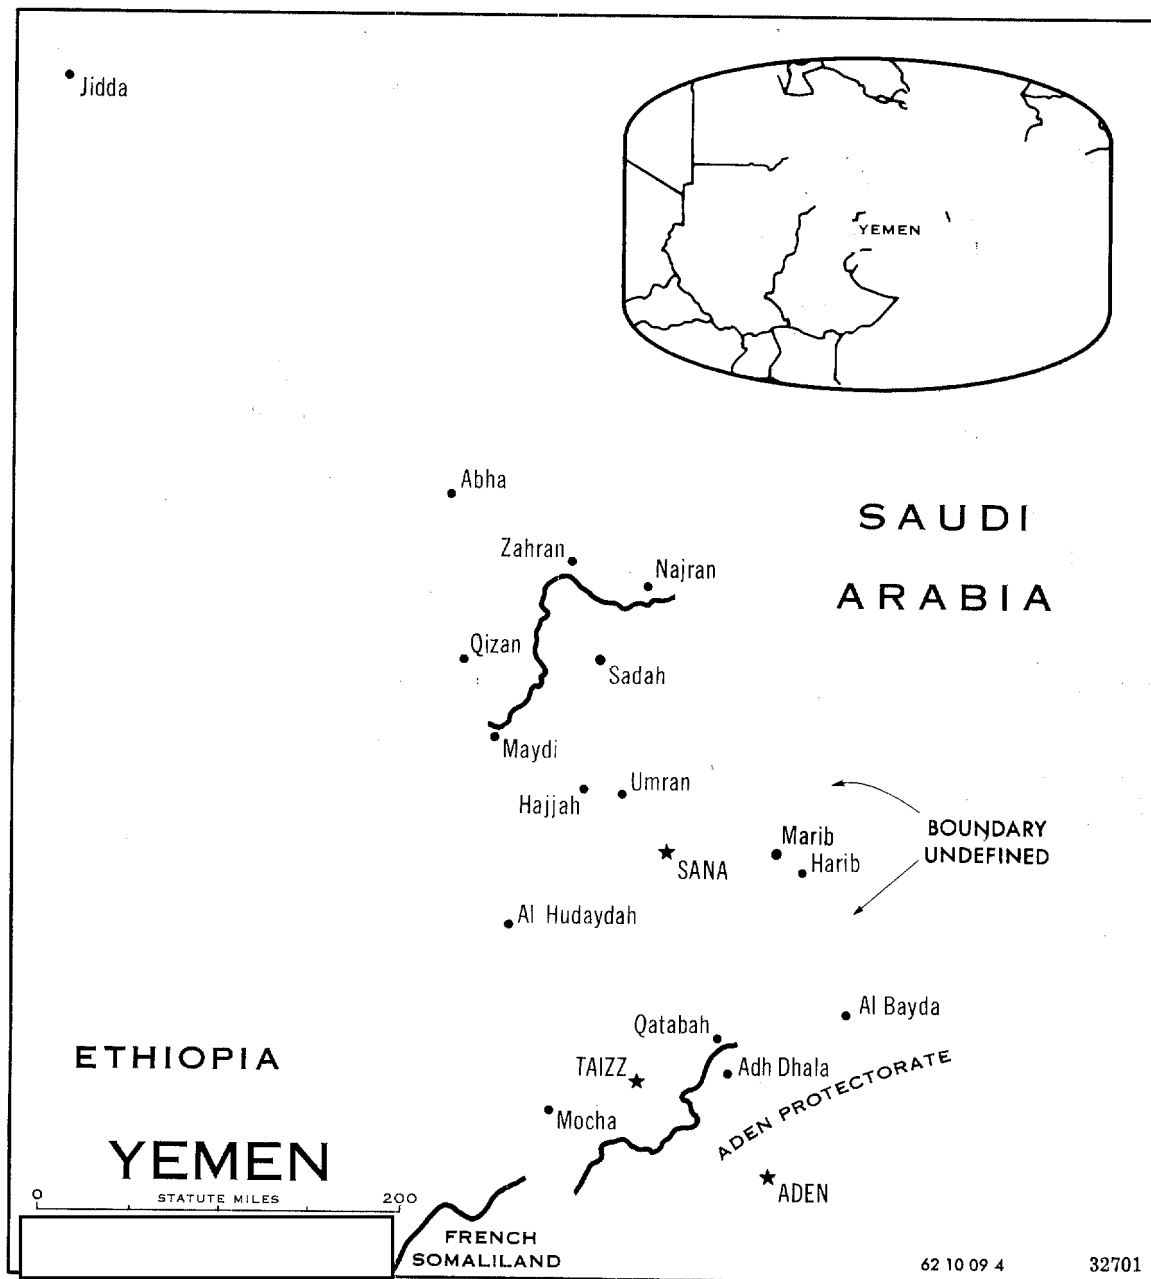 Jidda
YEMEN
Abha
SAUDI
ARABIA
Zahran
Najran
Qizan
Sadah
Maydi
Umran
Hajjah
BOUNDARY
UNDEFINED
Marib
Harib
SANA
Al Hudaydah
Al Bayda
Qatabah
ETHIOPIA
TAIZZ
Adh Dhala
ADEN PROTECTORATE
Mocha
YEMEN
ADEN
0 STATUTE MILES 200
FRENCH
SOMALILAND
62 10 09 4
32701